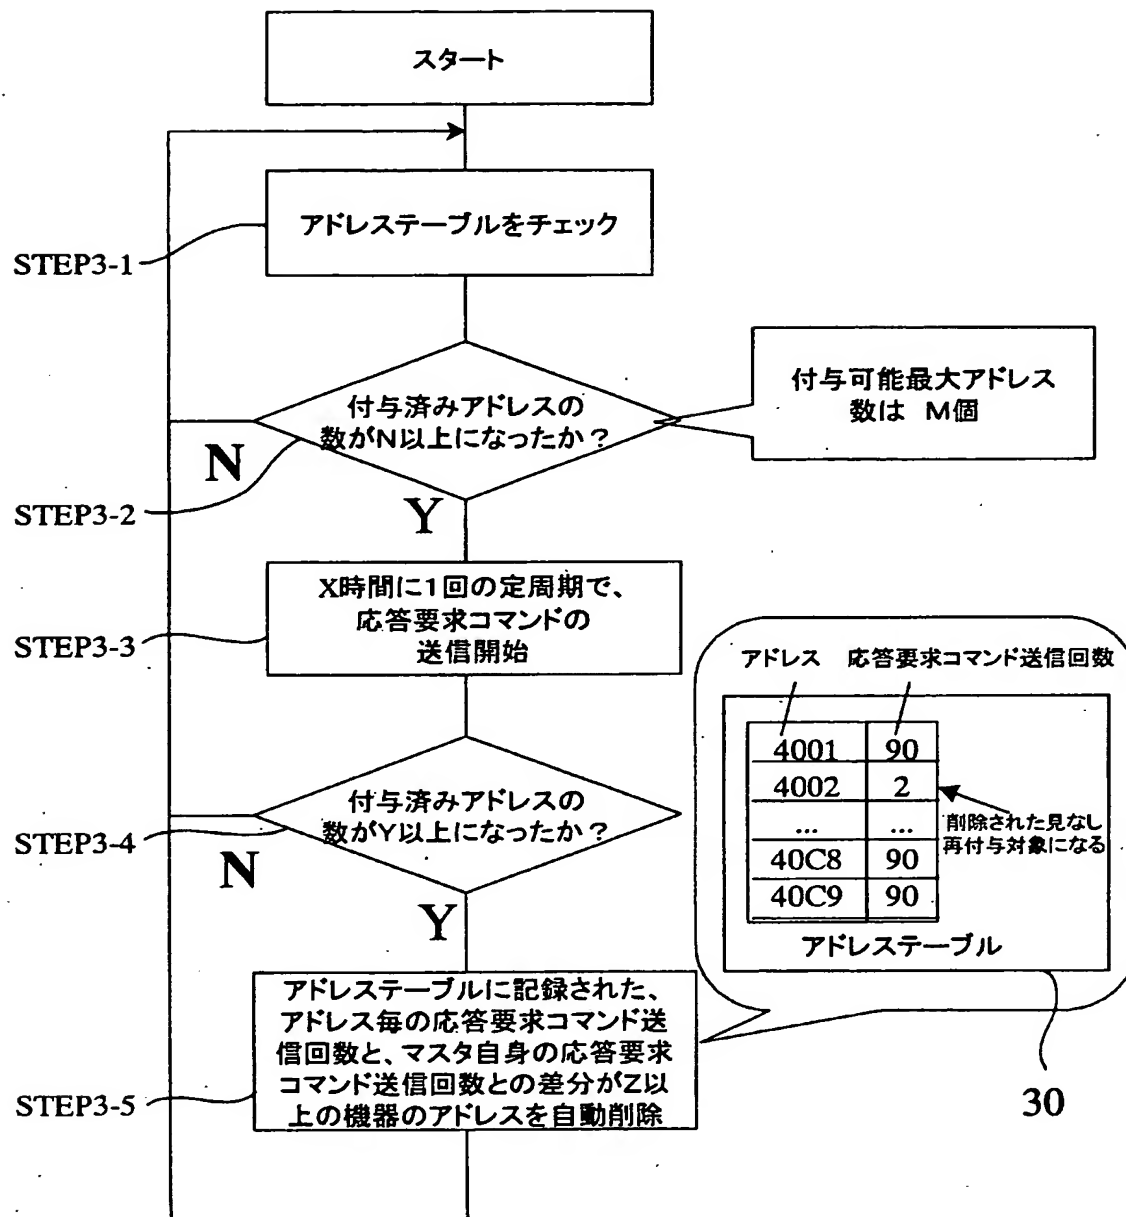 スタート
アドレステーブルをチェック
STEP3-1
付与済みアドレスの
数がN以上になったか？
付与可能最大アドレス
数は M個
N
STEP3-2
Y
X時間に1回の定周期で、
応答要求コマンドの
送信開始
STEP3-3
アドレス 応答要求コマンド送信回数
4001 90
4002 2
... ...
40C8 90
40C9 90
削除された見なし
再付与対象になる
アドレステーブル
付与済みアドレスの
数がY以上になったか？
STEP3-4
N
Y
アドレステーブルに記録された、
アドレス毎の応答要求コマンド送
信回数と、マスタ自身の応答要求
コマンド送信回数との差分がZ以
上の機器のアドレスを自動削除
STEP3-5
30